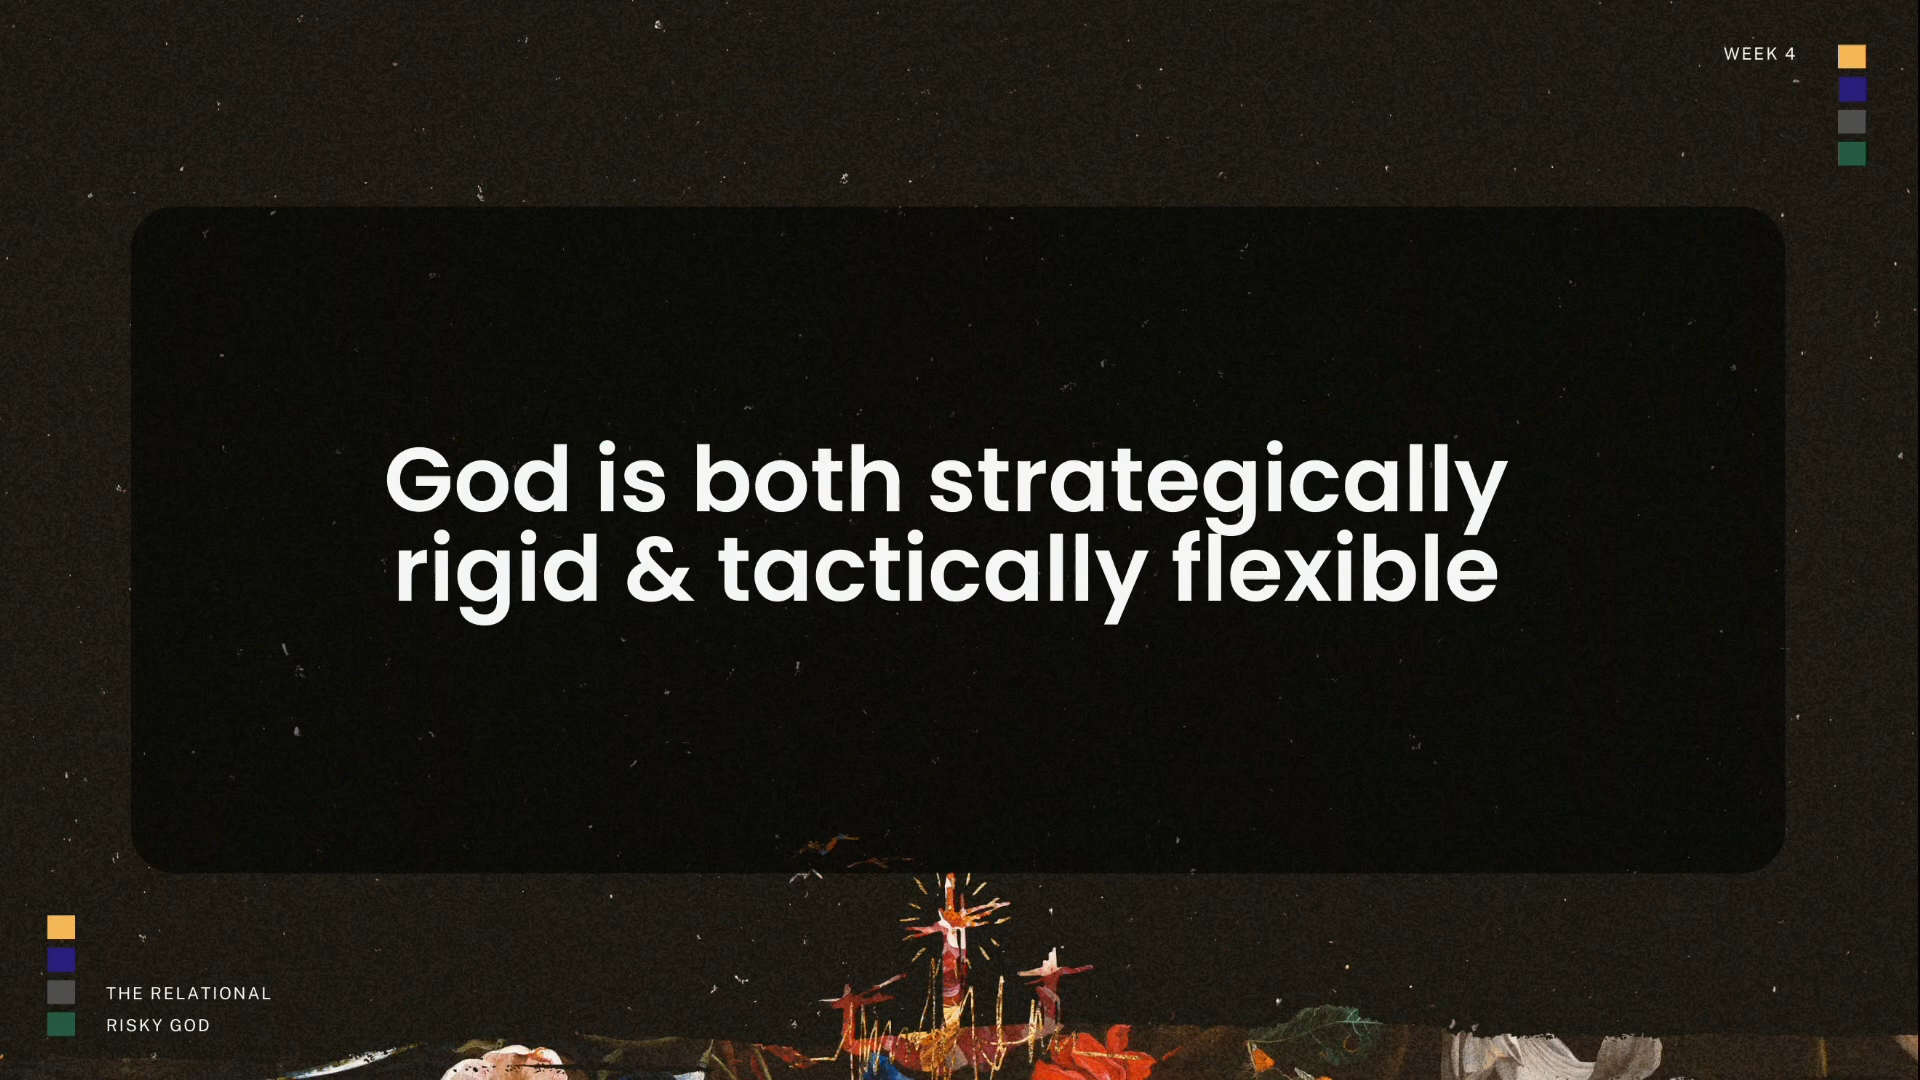 WEEK 4
God is both strategically
rigid & tactically flexible
THE RELATIONAL
RISKY GOD